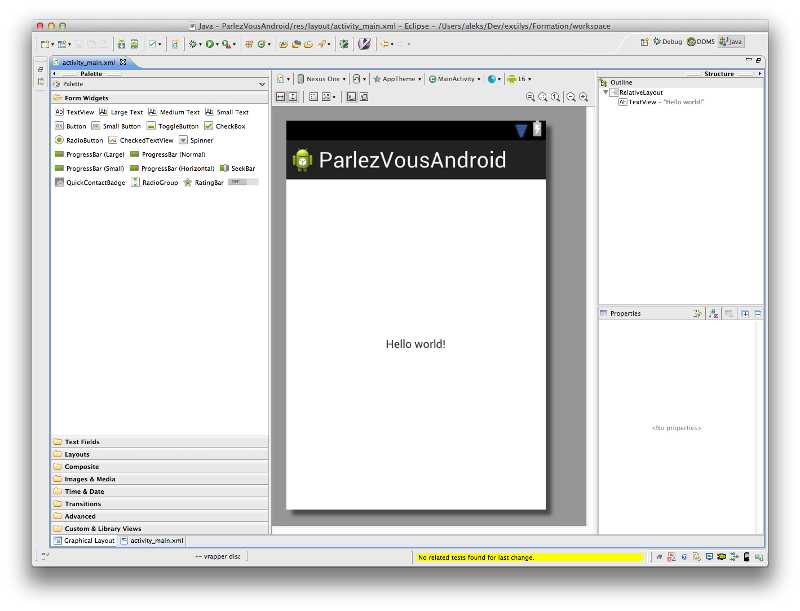 Java - ParlezVousAndroid/res/layout/activity_main.xml - Eclipse - /Users/aleks/Dev/excilys/Formation/workspace
Debug DDMS Java
activity_main.xml
Palette
Palette
Form Widgets
TextView Large Text Medium Text Small Text
Button Small Button ToggleButton CheckBox
RadioButton CheckedTextView Spinner
ProgressBar (Large) ProgressBar (Normal)
ProgressBar (Small) ProgressBar (Horizontal) SeekBar
QuickContactBadge RadioGroup RatingBar OFF
Text Fields
Layouts
Composite
Images & Media
Time & Date
Transitions
Advanced
Custom & Library Views
Graphical Layout activity_main.xml
Nexus One AppTheme MainActivity 16
ParlezVousAndroid
Hello world!
Structure
Outline
RelativeLayout
Ab TextView - "Hello world!"
Properties
<No properties>
-- vrapper disa
No related tests found for last change.